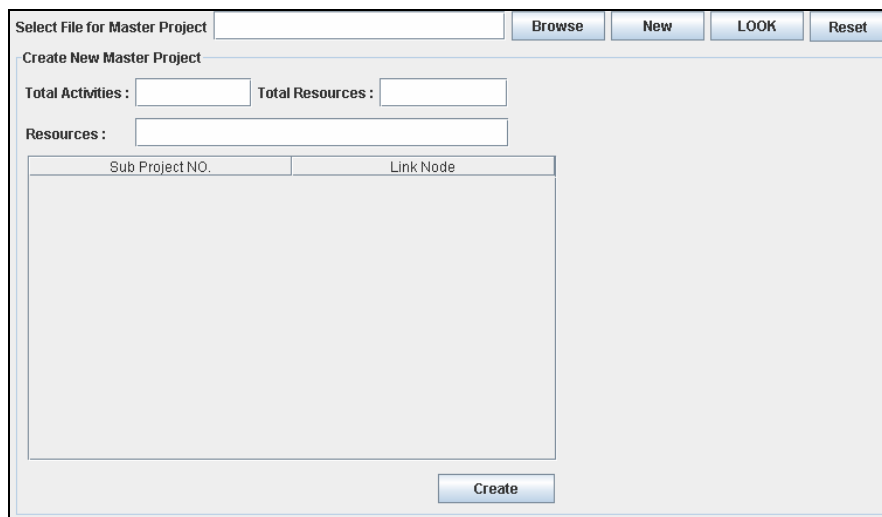 Select File for Master Project Browse New LOOK Reset
Create New Master Project
Total Activities : Total Resources :
Resources :
Sub Project NO. Link Node
Create